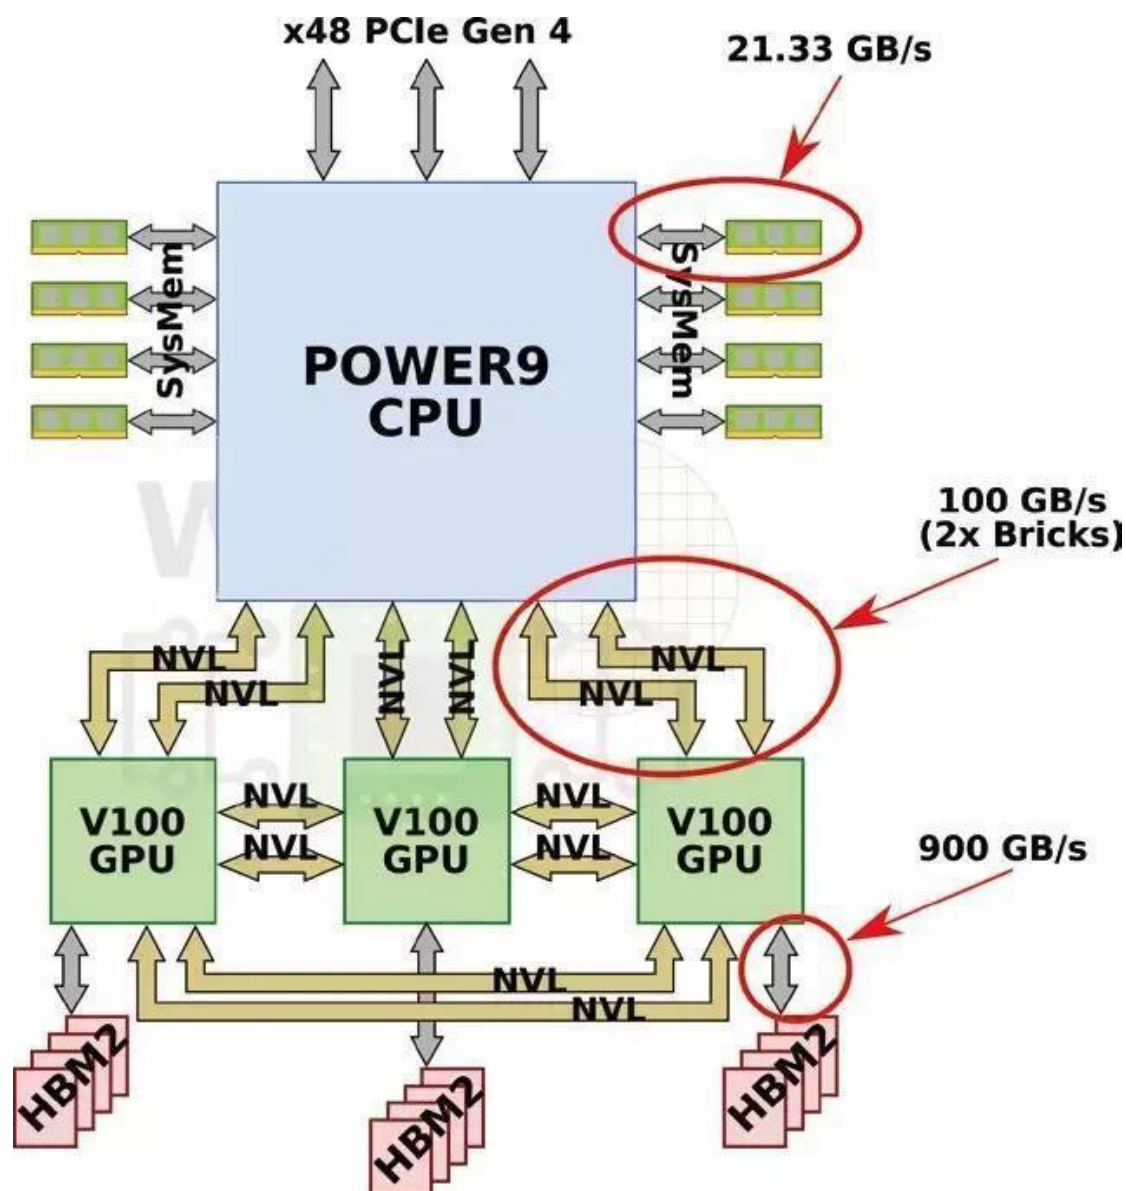 x48 PCIe Gen 4
21.33 GB/s
SysMem
SysMem
POWER9
CPU
100 GB/s
(2x Bricks)
NVL
NVL
NVL
NVL
NVL
NVL
V100
GPU
NVL
NVL
V100
GPU
NVL
NVL
V100
GPU
900 GB/s
NVL
NVL
HBM2
HBM2
HBM2